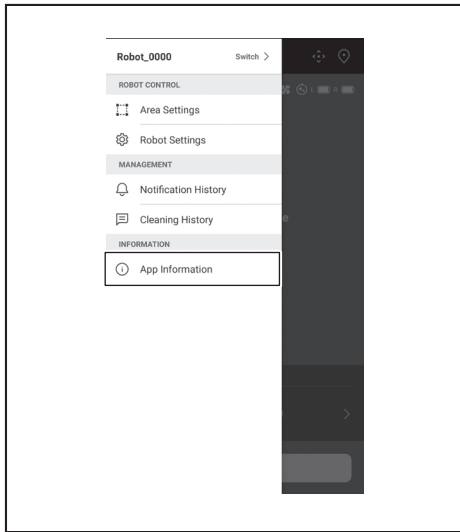 Robot_0000 Switch >
ROBOT CONTROL
Area Settings
Robot Settings
MANAGEMENT
Notification History
Cleaning History
INFORMATION
App Information
L R
e